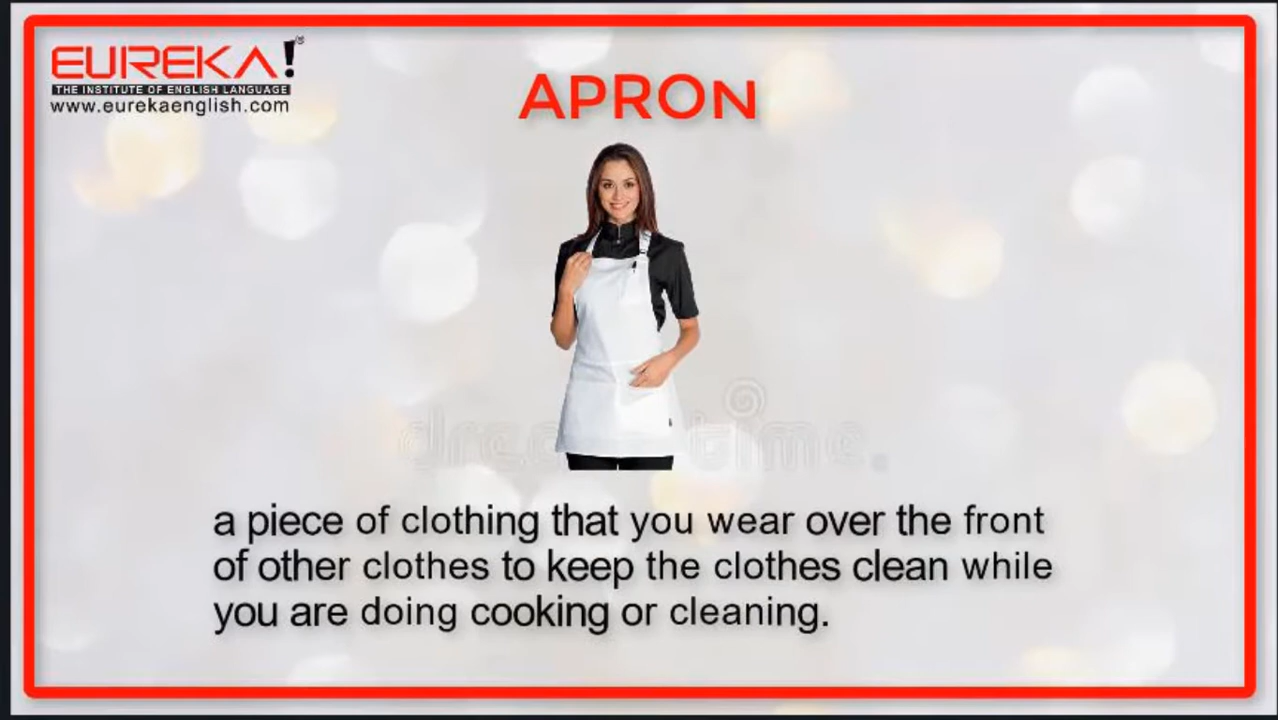 EUREKA!®
THE INSTITUTE OF ENGLISH LANGUAGE
www.eurekaenglish.com
APRON
dreamstime.
a piece of clothing that you wear over the front
of other clothes to keep the clothes clean while
you are doing cooking or cleaning.